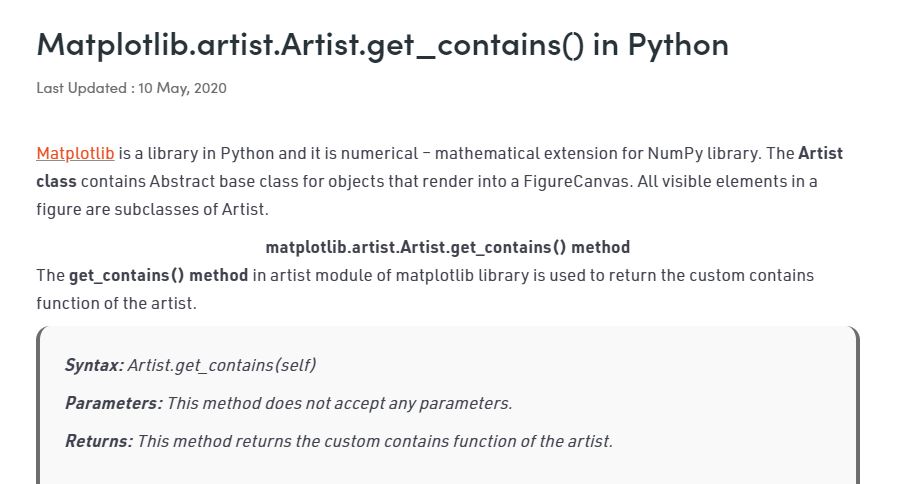 Matplotlib.artist.Artist.get_contains() in Python
Last Updated : 10 May, 2020
Matplotlib is a library in Python and it is numerical – mathematical extension for NumPy library. The Artist
class contains Abstract base class for objects that render into a FigureCanvas. All visible elements in a
figure are subclasses of Artist.
matplotlib.artist.Artist.get_contains() method
The get_contains() method in artist module of matplotlib library is used to return the custom contains
function of the artist.
Syntax: Artist.get_contains(self)
Parameters: This method does not accept any parameters.
Returns: This method returns the custom contains function of the artist.